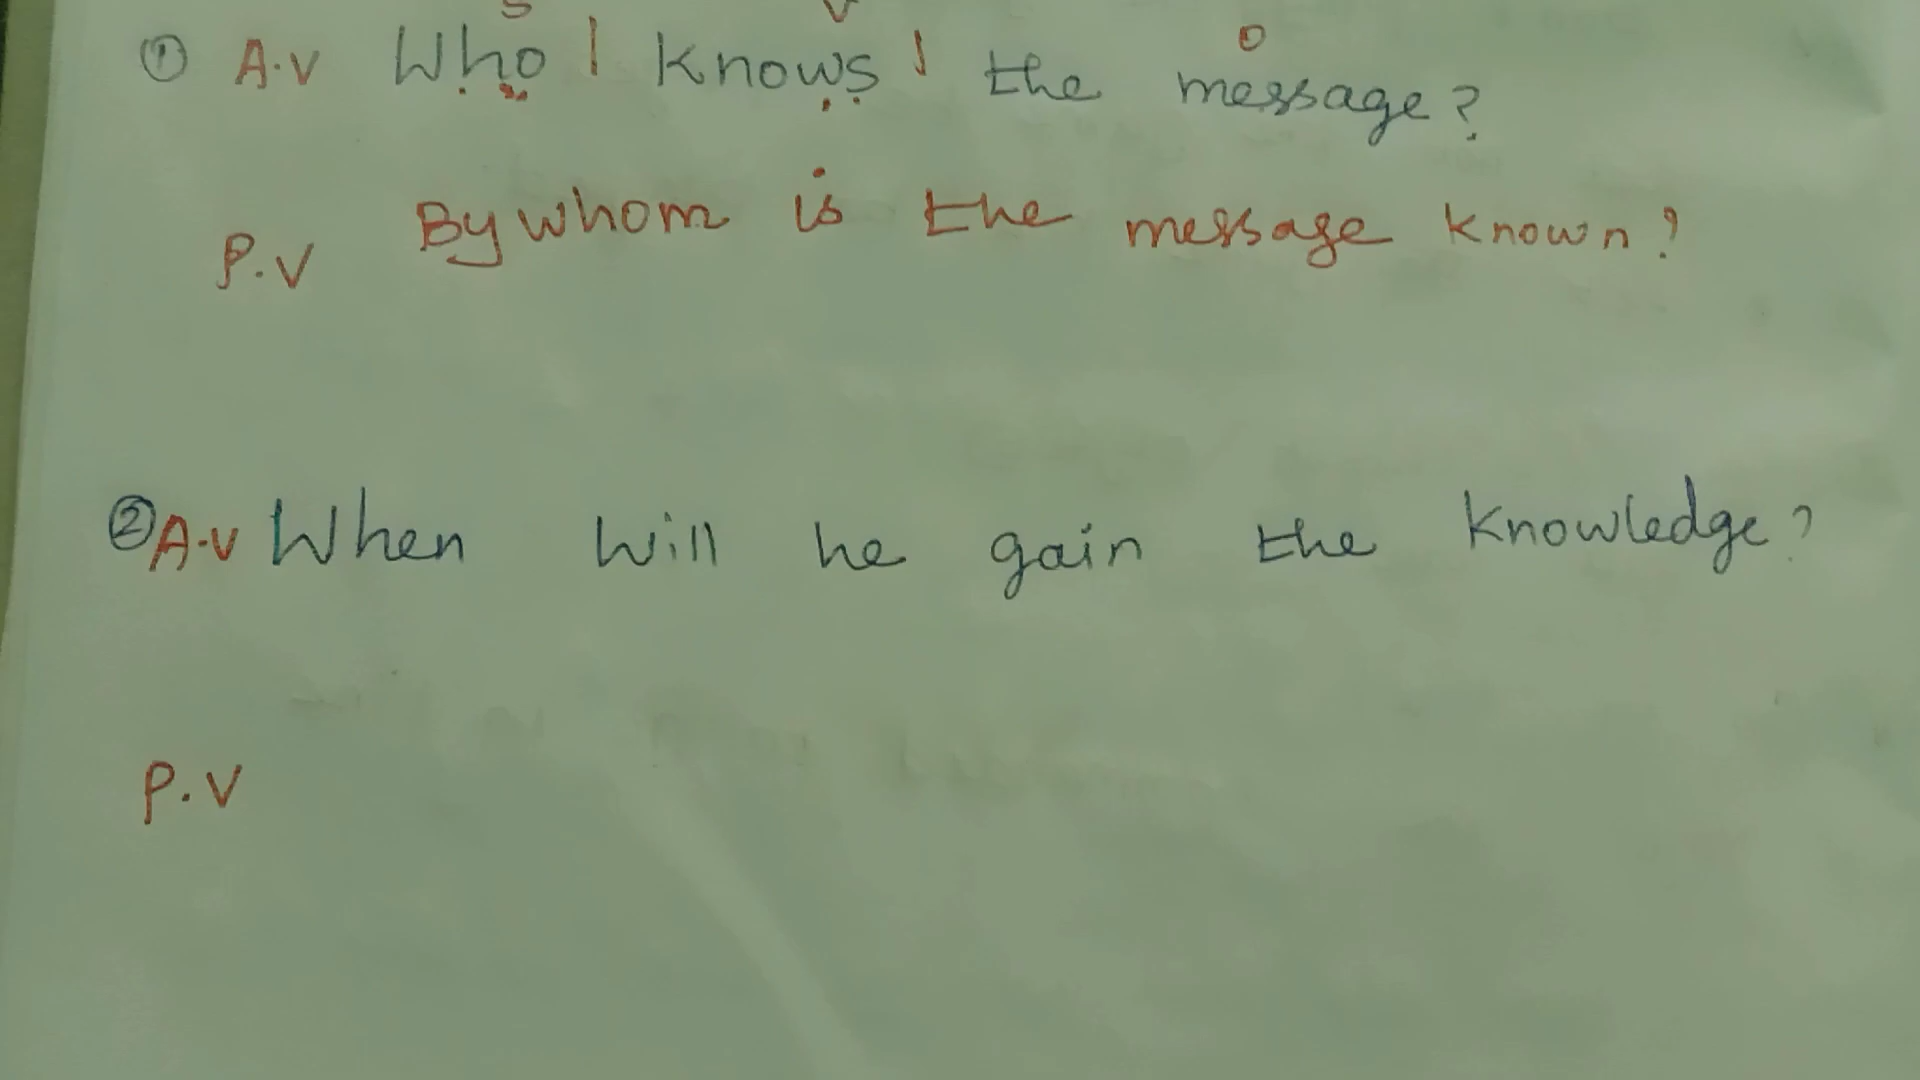 S V O
① A.V Who | knows | the message?
P.V By whom is the message known?
② A.V When will he gain the knowledge?
P.V